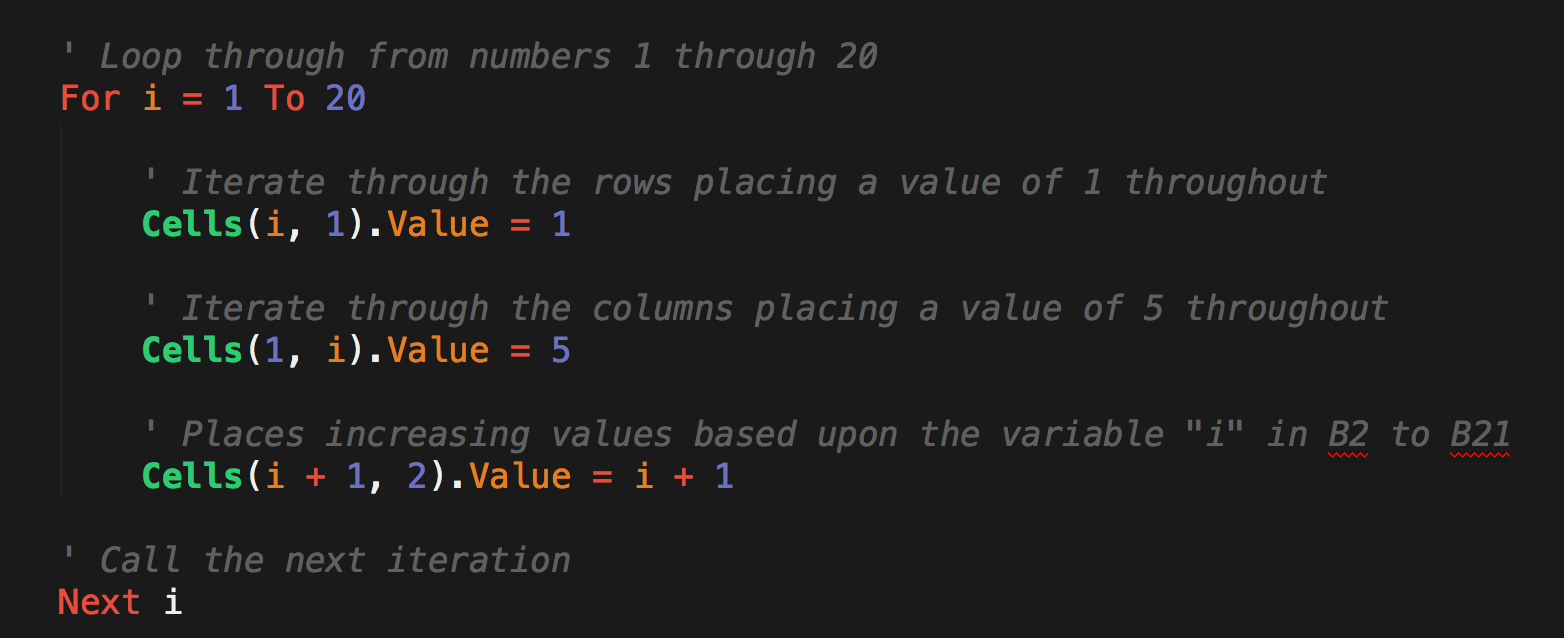 ' Loop through from numbers 1 through 20
For i = 1 To 20
' Iterate through the rows placing a value of 1 throughout
Cells(i, 1).Value = 1
' Iterate through the columns placing a value of 5 throughout
Cells(1, i).Value = 5
' Places increasing values based upon the variable "i" in B2 to B21
Cells(i + 1, 2).Value = i + 1
' Call the next iteration
Next i